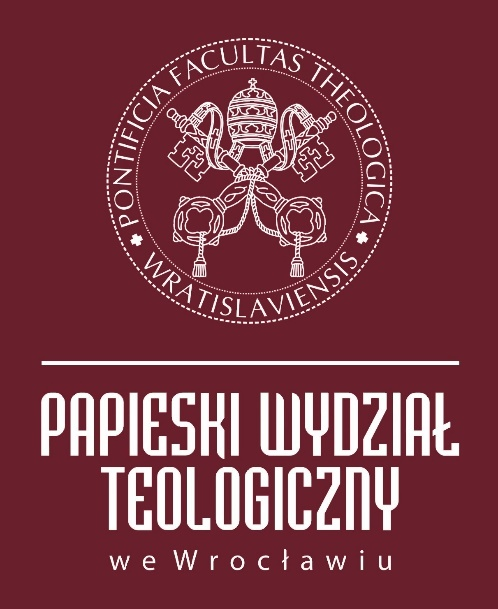 PONTIFICIA FACULTAS THEOLOGICA
WRATISLAVIENSIS
PAPIESKI WYDZIAŁ
TEOLOGICZNY
we Wrocławiu